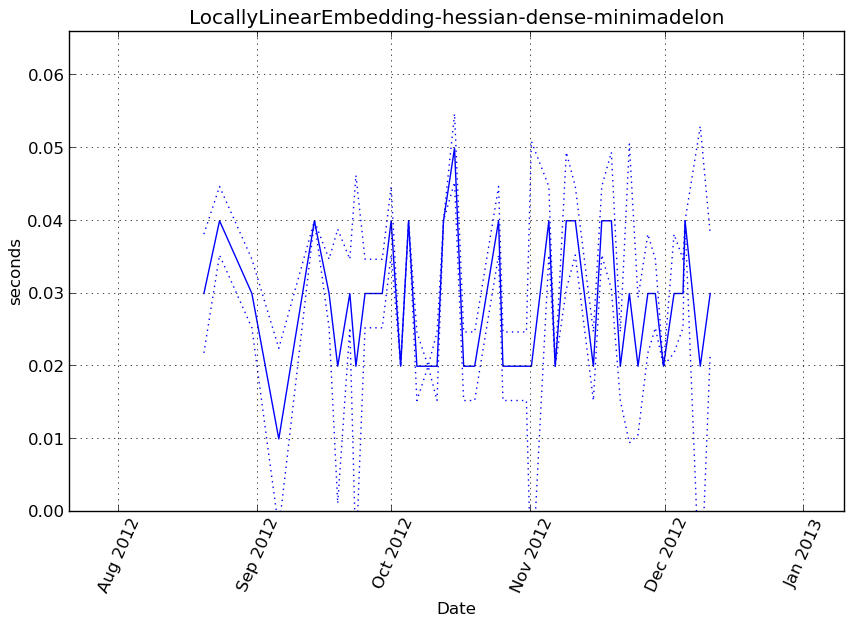 LocallyLinearEmbedding-hessian-dense-minimadelon
0.06
0.05
0.04
0.03
0.02
0.01
0.00
seconds
Aug 2012
Sep 2012
Oct 2012
Nov 2012
Dec 2012
Jan 2013
Date